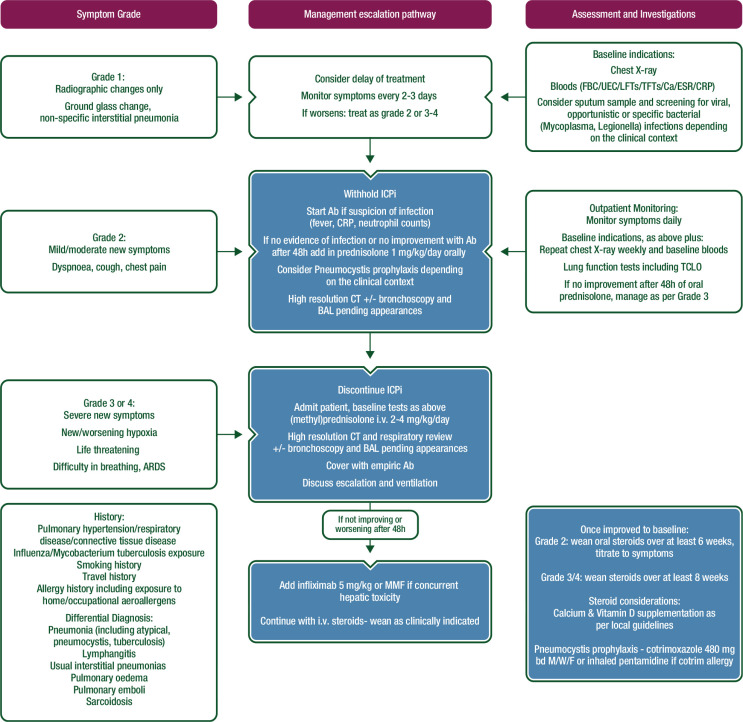 Symptom Grade
Management escalation pathway
Assessment and Investigations
Grade 1:
Radiographic changes only
Ground glass change,
non-specific interstitial pneumonia
Consider delay of treatment
Monitor symptoms every 2-3 days
If worsens: treat as grade 2 or 3-4
Baseline indications:
Chest X-ray
Bloods (FBC/UEC/LFTs/TFTs/Ca/ESR/CRP)
Consider sputum sample and screening for viral,
opportunistic or specific bacterial
(Mycoplasma, Legionella) infections depending
on the clinical context
Grade 2:
Mild/moderate new symptoms
Dyspnoea, cough, chest pain
Withhold ICPi
Start Ab if suspicion of infection
(fever, CRP, neutrophil counts)
If no evidence of infection or no improvement with Ab
after 48h add in prednisolone 1 mg/kg/day orally
Consider Pneumocystis prophylaxis depending
on the clinical context
High resolution CT +/- bronchoscopy and
BAL pending appearances
Outpatient Monitoring:
Monitor symptoms daily
Baseline indications, as above plus:
Repeat chest X-ray weekly and baseline bloods
Lung function tests including TCLO
If no improvement after 48h of oral
prednisolone, manage as per Grade 3
Grade 3 or 4:
Severe new symptoms
New/worsening hypoxia
Life threatening
Difficulty in breathing, ARDS
Discontinue ICPi
Admit patient, baseline tests as above
(methyl)prednisolone i.v. 2-4 mg/kg/day
High resolution CT and respiratory review
+/- bronchoscopy and BAL pending appearances
Cover with empiric Ab
Discuss escalation and ventilation
If not improving or
worsening after 48h
Add infliximab 5 mg/kg or MMF if concurrent
hepatic toxicity
Continue with i.v. steroids- wean as clinically indicated
History:
Pulmonary hypertension/respiratory
disease/connective tissue disease
Influenza/Mycobacterium tuberculosis exposure
Smoking history
Travel history
Allergy history including exposure to
home/occupational aeroallergens
Differential Diagnosis:
Pneumonia (including atypical,
pneumocystis, tuberculosis)
Lymphangitis
Usual interstitial pneumonias
Pulmonary oedema
Pulmonary emboli
Sarcoidosis
Once improved to baseline:
Grade 2: wean oral steroids over at least 6 weeks,
titrate to symptoms
Grade 3/4: wean steroids over at least 8 weeks
Steroid considerations:
Calcium & Vitamin D supplementation as
per local guidelines
Pneumocystis prophylaxis - cotrimoxazole 480 mg
bd M/W/F or inhaled pentamidine if cotrim allergy